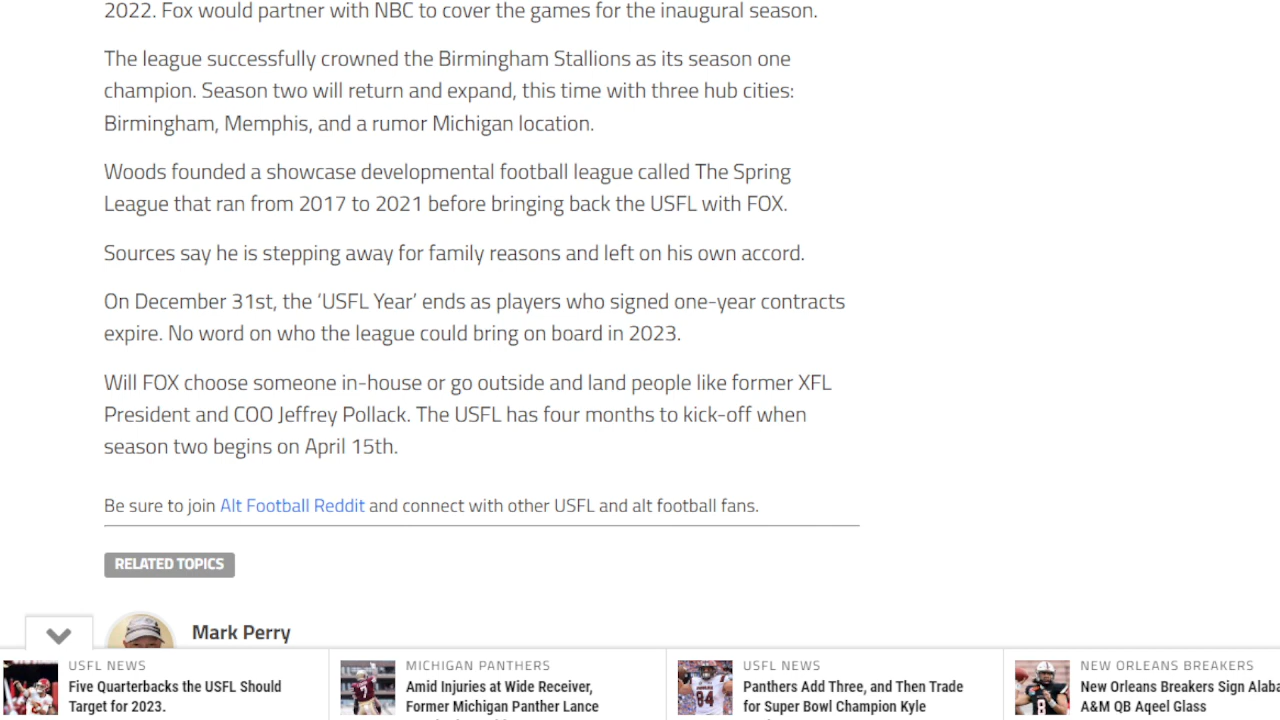 2022. Fox would partner with NBC to cover the games for the inaugural season.
The league successfully crowned the Birmingham Stallions as its season one
champion. Season two will return and expand, this time with three hub cities:
Birmingham, Memphis, and a rumor Michigan location.
Woods founded a showcase developmental football league called The Spring
League that ran from 2017 to 2021 before bringing back the USFL with FOX.
Sources say he is stepping away for family reasons and left on his own accord.
On December 31st, the ‘USFL Year’ ends as players who signed one-year contracts
expire. No word on who the league could bring on board in 2023.
Will FOX choose someone in-house or go outside and land people like former XFL
President and COO Jeffrey Pollack. The USFL has four months to kick-off when
season two begins on April 15th.
Be sure to join Alt Football Reddit and connect with other USFL and alt football fans.
RELATED TOPICS
Mark Perry
USFL NEWS
Five Quarterbacks the USFL Should
Target for 2023.
MICHIGAN PANTHERS
Amid Injuries at Wide Receiver,
Former Michigan Panther Lance
USFL NEWS
Panthers Add Three, and Then Trade
for Super Bowl Champion Kyle
NEW ORLEANS BREAKERS
New Orleans Breakers Sign Alaba
A&M QB Aqeel Glass